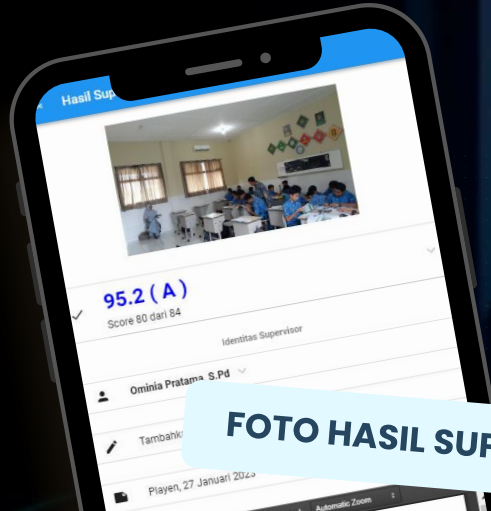 Hasil Sup
95.2 ( A )
Score 80 dari 84
Identitas Supervisor
Ominia Pratama, S.Pd
Tambahk
FOTO HASIL SUP
Playen, 27 Januari 2023
Automatic Zoom